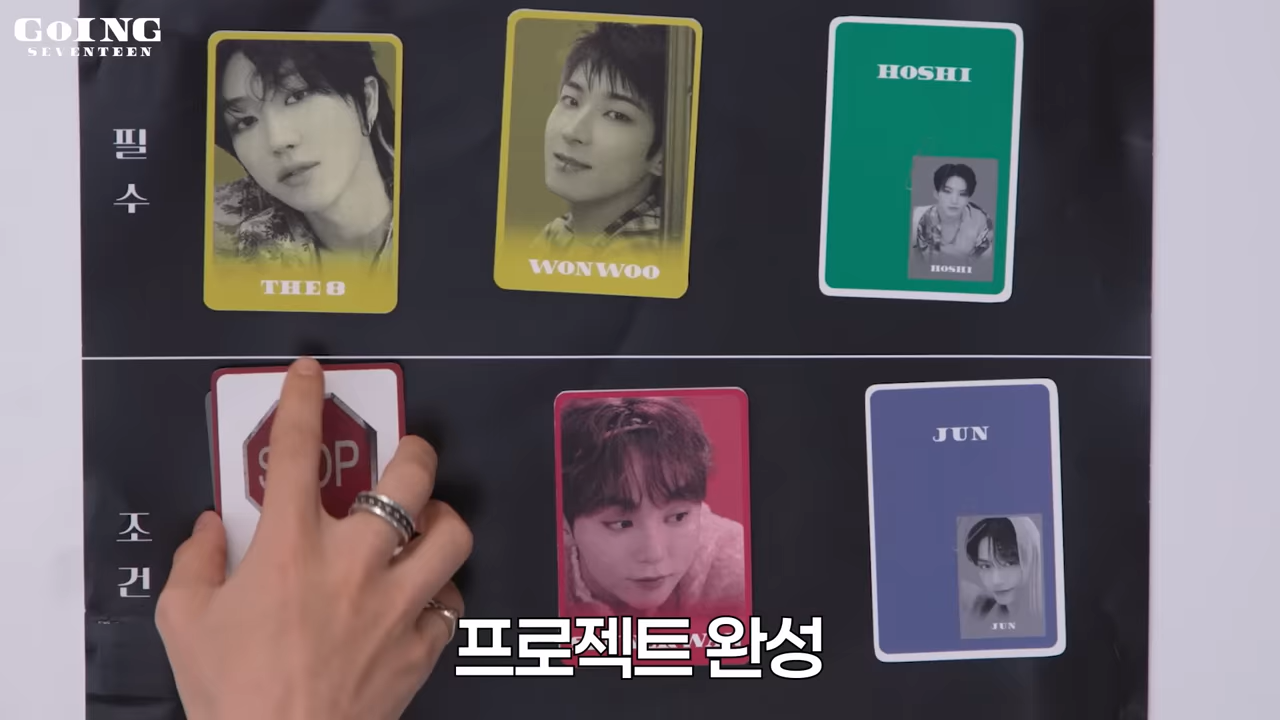 GoING
SEVENTEEN
필
수
THE 8
WONWOO
HOSHI
HOSHI
조
건
STOP
JUN
JUN
프로젝트 완성